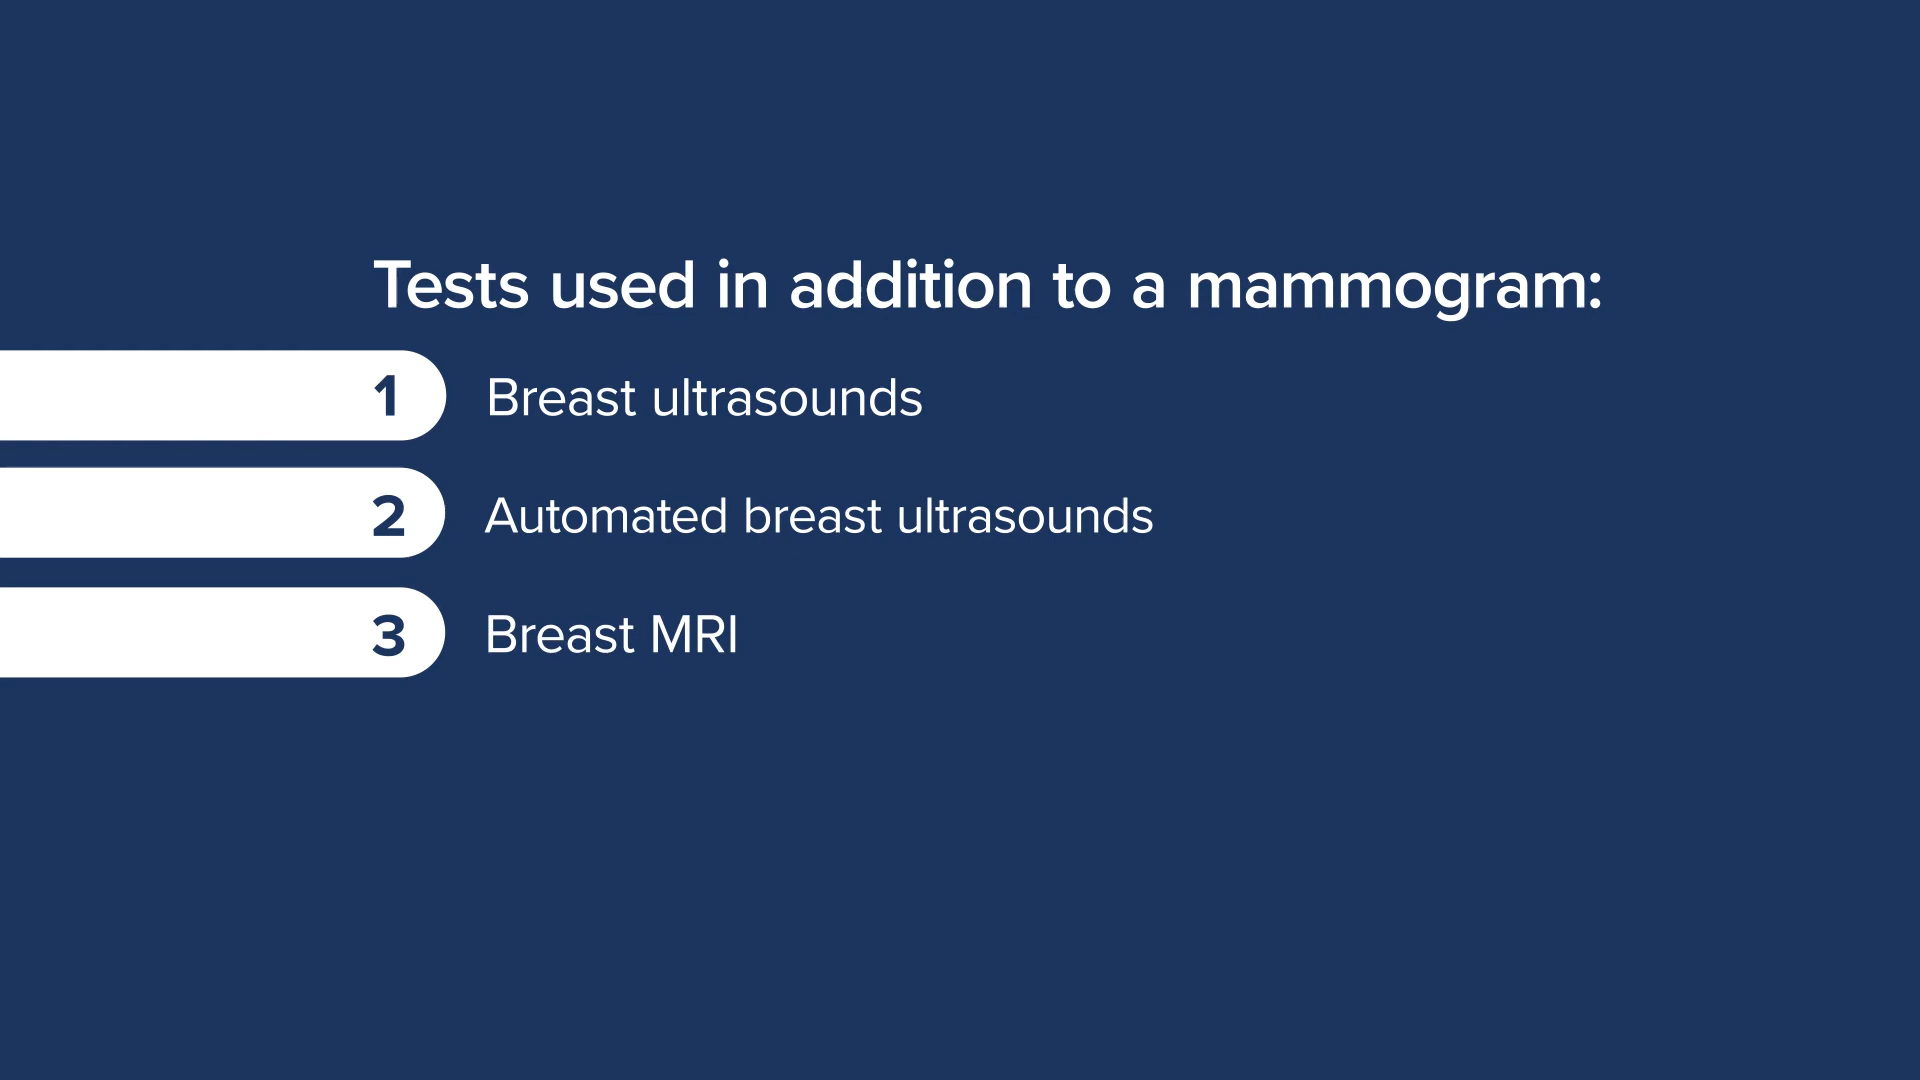 Tests used in addition to a mammogram:
1 Breast ultrasounds
2 Automated breast ultrasounds
3 Breast MRI